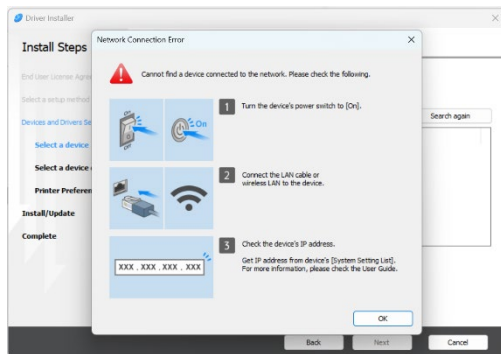 Driver Installer
Install Steps
End User License Agree
Select a setup method
Devices and Drivers Se
Select a device
Select a device
Printer Preferen
Install/Update
Complete
Search again
Network Connection Error
Cannot find a device connected to the network. Please check the following.
On
1 Turn the device's power switch to [On].
2 Connect the LAN cable or
wireless LAN to the device.
3 Check the device's IP address.
XXX . XXX . XXX . XXX
Get IP address from device's [System Setting List].
For more information, please check the User Guide.
OK
Back
Next
Cancel